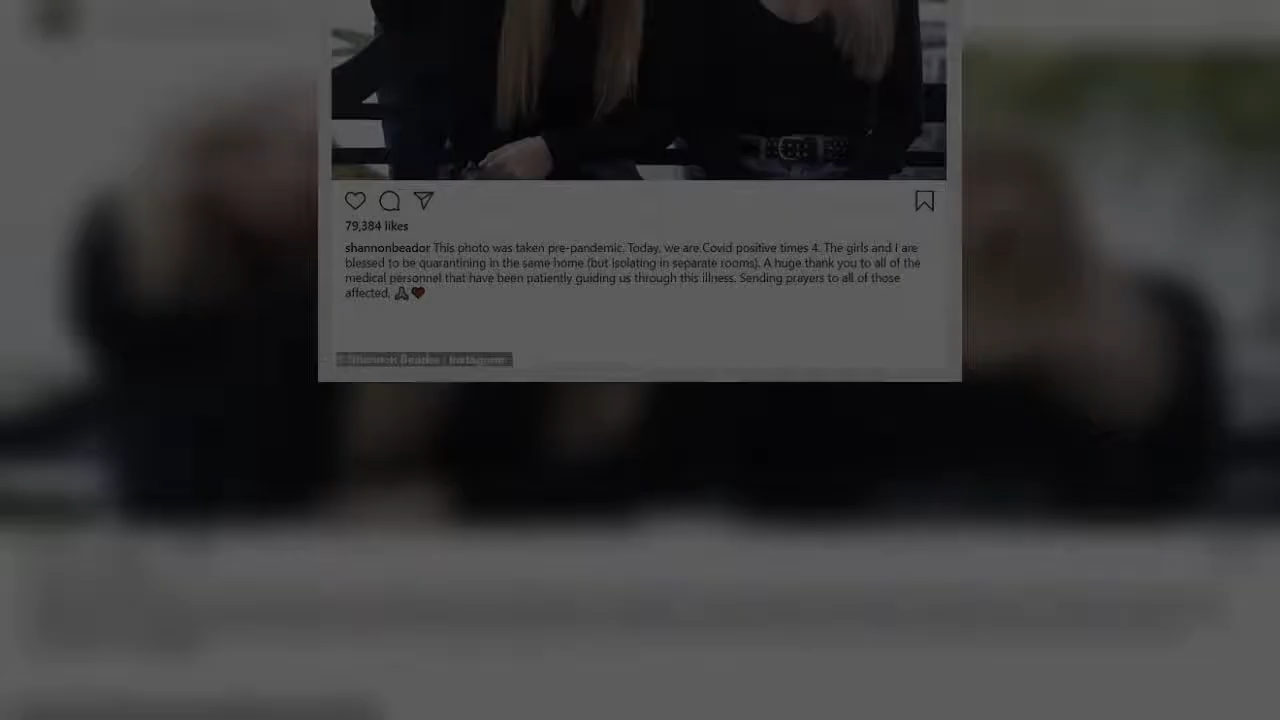 79,384 likes
shannonbeador This photo was taken pre-pandemic. Today, we are Covid positive times 4. The girls and I are
blessed to be quarantining in the same home (but isolating in separate rooms). A huge thank you to all of the
medical personnel that have been patiently guiding us through this illness. Sending prayers to all of those
affected. 🙏❤️
Shannon Beador | Instagram